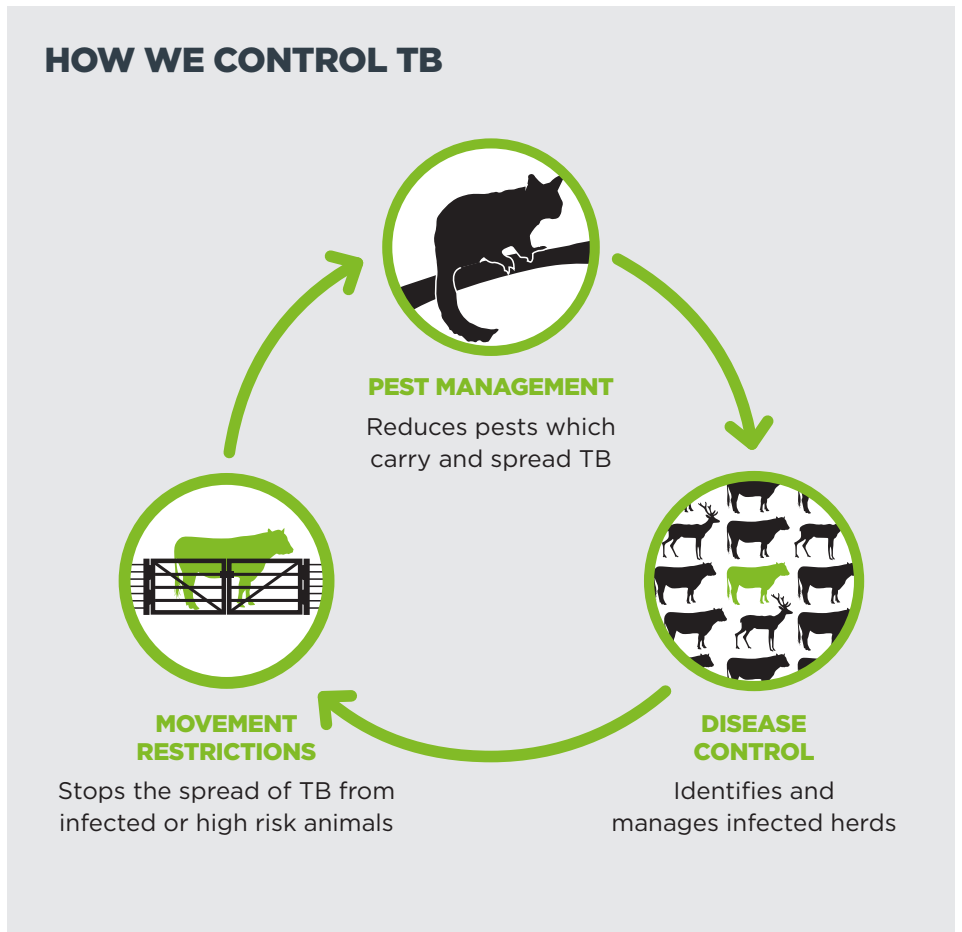 HOW WE CONTROL TB
PEST MANAGEMENT
Reduces pests which
carry and spread TB
MOVEMENT
RESTRICTIONS
Stops the spread of TB from
infected or high risk animals
DISEASE
CONTROL
Identifies and
manages infected herds